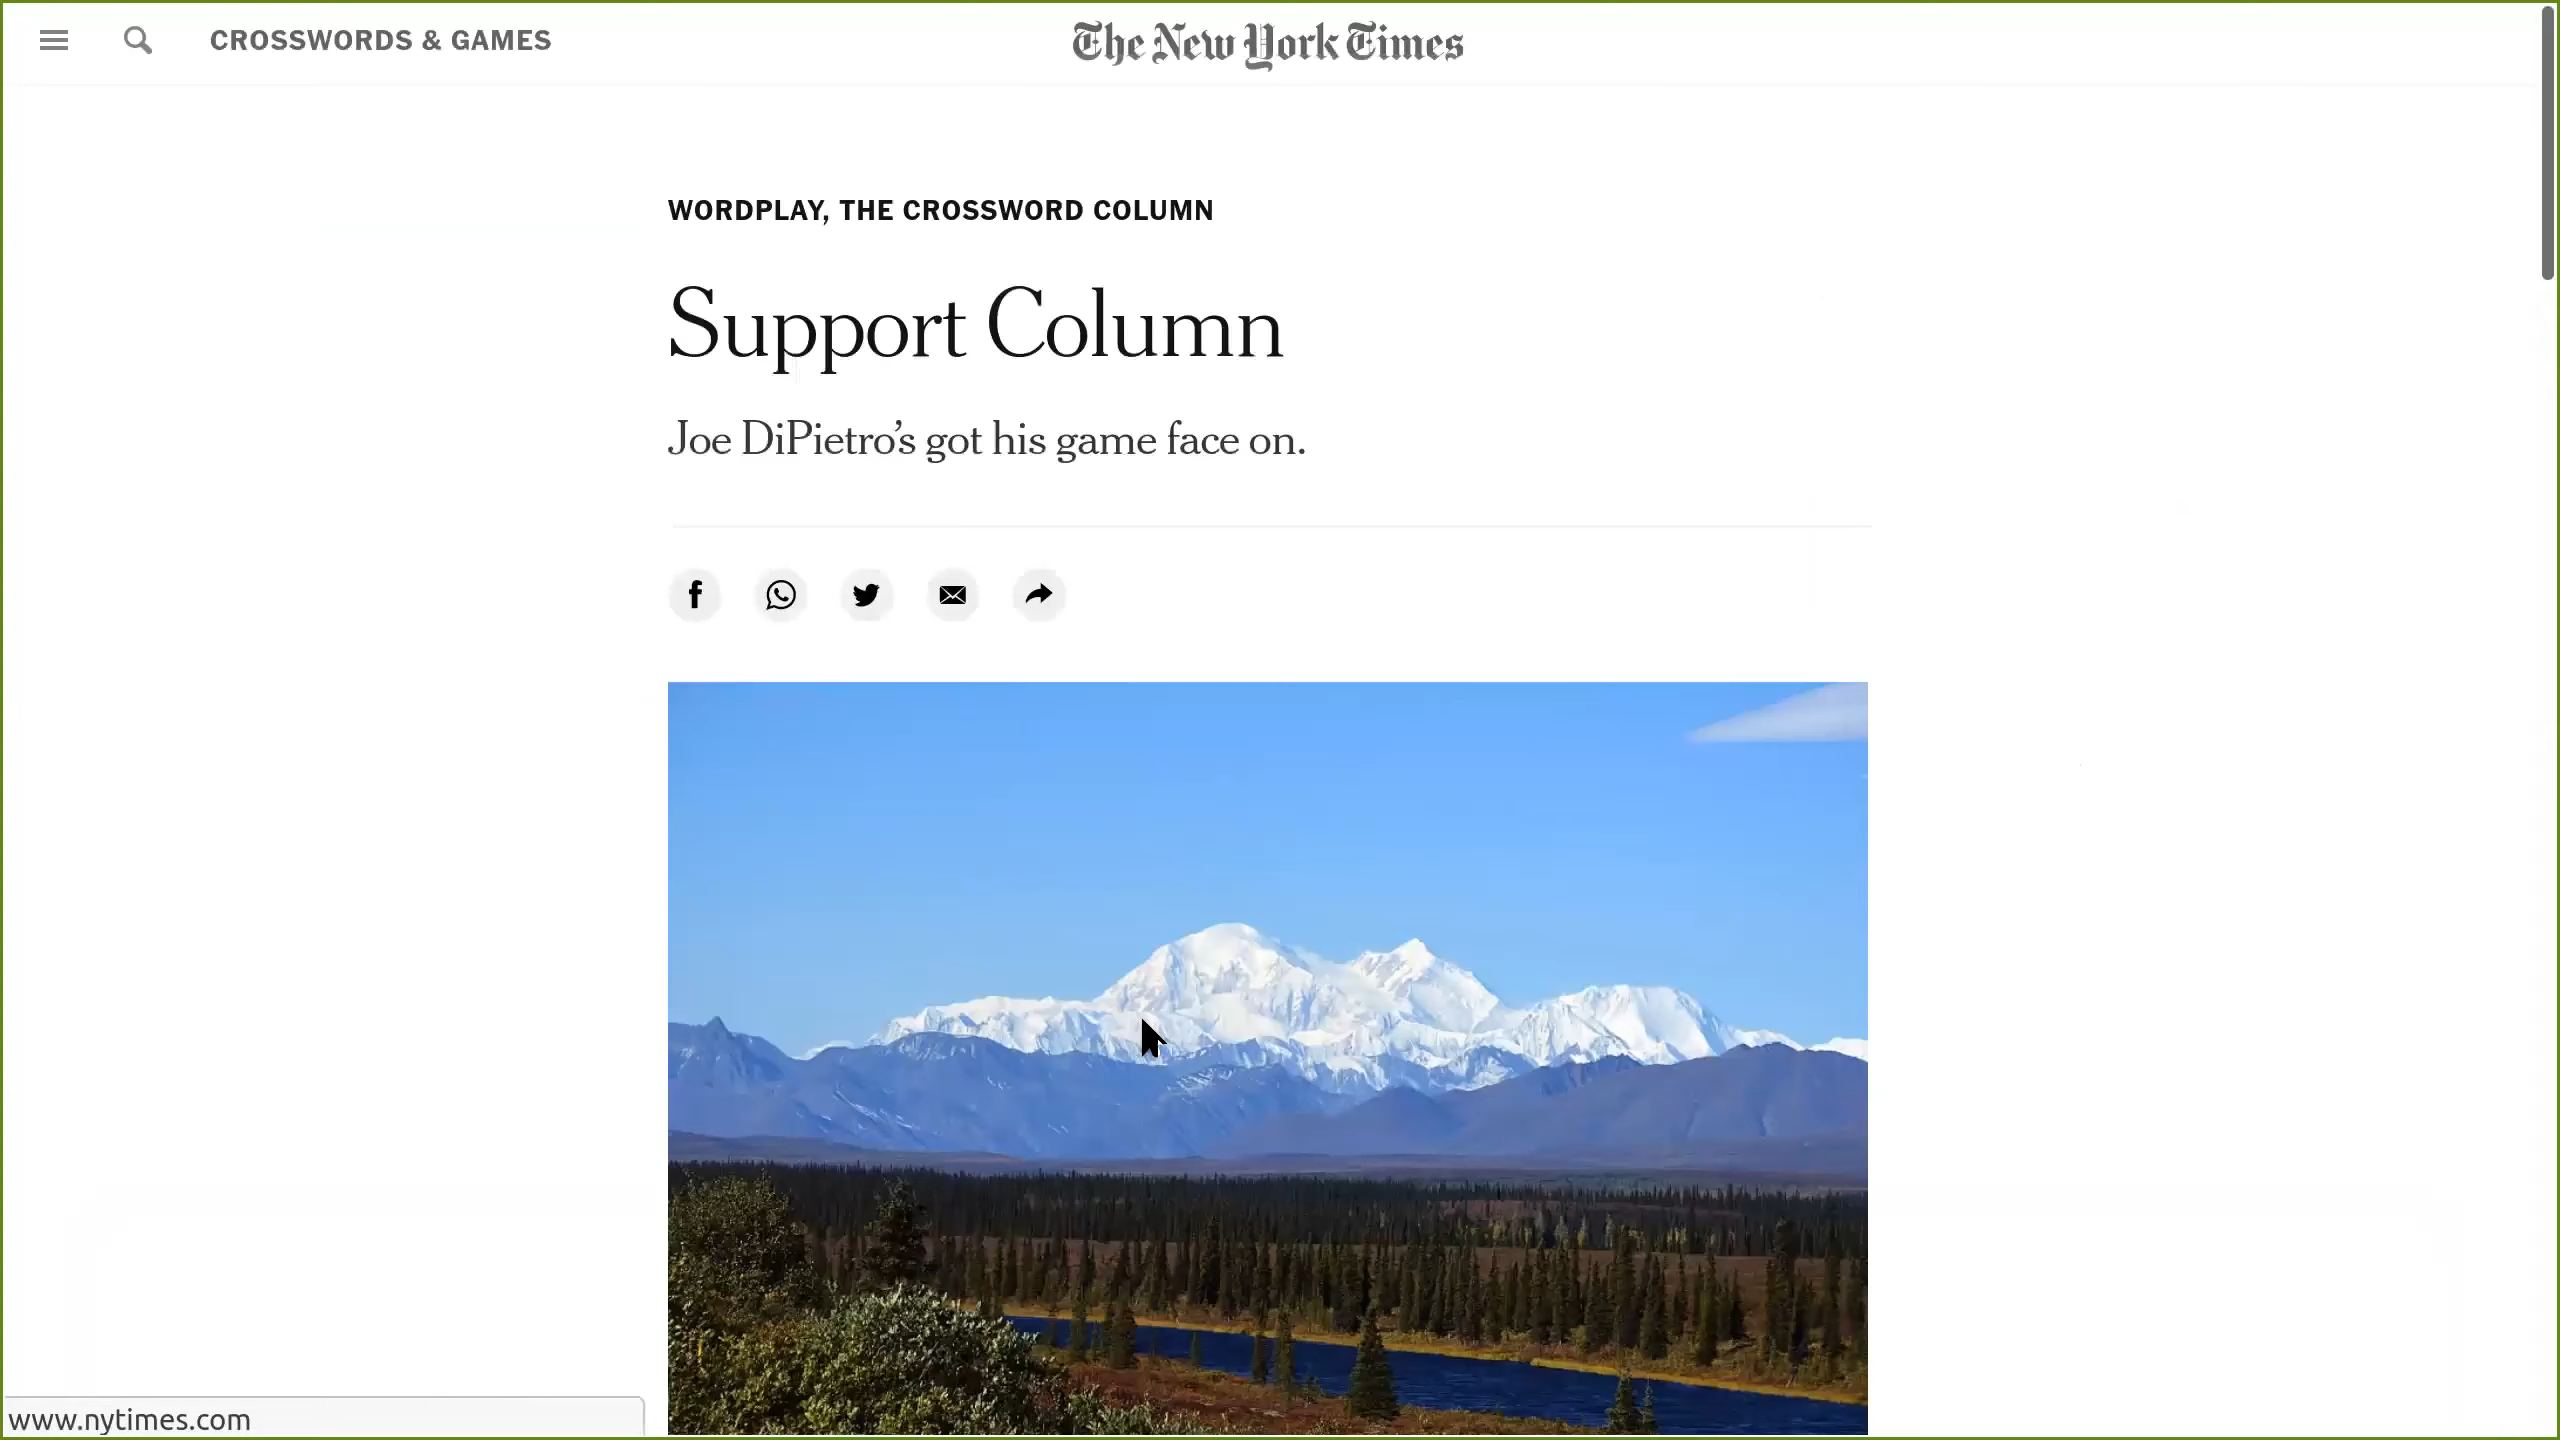 CROSSWORDS & GAMES
The New York Times
WORDPLAY, THE CROSSWORD COLUMN
Support Column
Joe DiPietro’s got his game face on.
www.nytimes.com